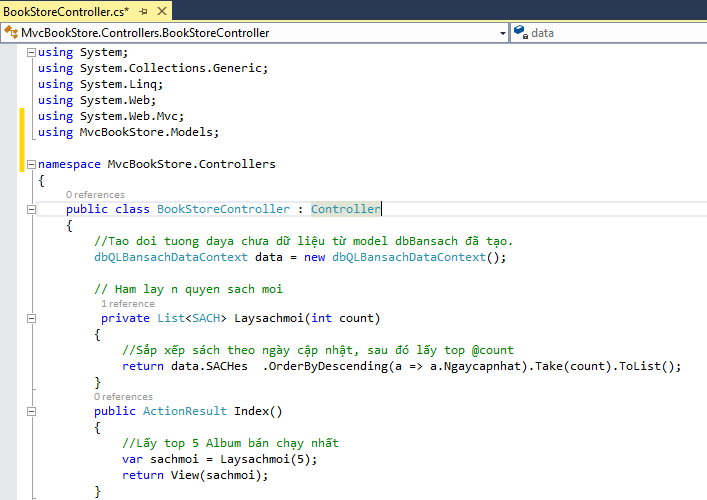 BookStoreController.cs*
MvcBookStore.Controllers.BookStoreController data
using System;
using System.Collections.Generic;
using System.Linq;
using System.Web;
using System.Web.Mvc;
using MvcBookStore.Models;
namespace MvcBookStore.Controllers
{
0 references
public class BookStoreController : Controller
{
//Tao doi tuong daya chưa dữ liệu từ model dbBansach đã tạo.
dbQLBansachDataContext data = new dbQLBansachDataContext();
// Ham lay n quyen sach moi
1 reference
private List<SACH> Laysachmoi(int count)
{
//Sắp xếp sách theo ngày cập nhật, sau đó lấy top @count
return data.SACHes  .OrderByDescending(a => a.Ngaycapnhat).Take(count).ToList();
}
0 references
public ActionResult Index()
{
//Lấy top 5 Album bán chạy nhất
var sachmoi = Laysachmoi(5);
return View(sachmoi);
}